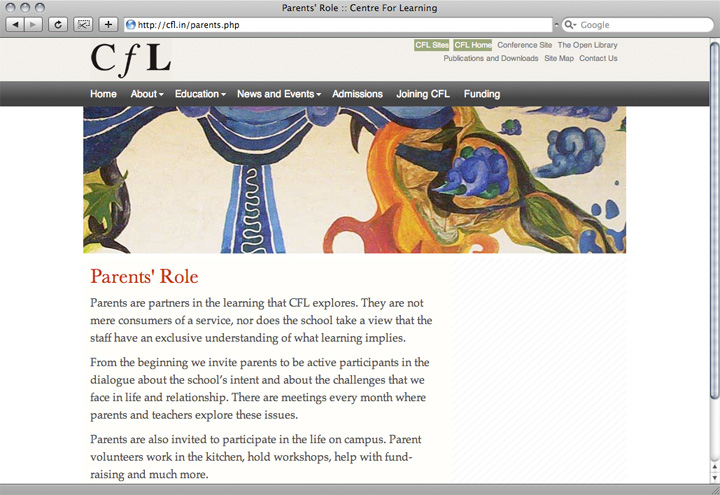 Parents' Role :: Centre For Learning
http://cfl.in/parents.php
Google
CfL
CFL Sites CFL Home Conference Site The Open Library
Publications and Downloads Site Map Contact Us
Home About Education News and Events Admissions Joining CFL Funding
Parents' Role
Parents are partners in the learning that CFL explores. They are not
mere consumers of a service, nor does the school take a view that the
staff have an exclusive understanding of what learning implies.
From the beginning we invite parents to be active participants in the
dialogue about the school's intent and about the challenges that we
face in life and relationship. There are meetings every month where
parents and teachers explore these issues.
Parents are also invited to participate in the life on campus. Parent
volunteers work in the kitchen, hold workshops, help with fund-
raising and much more.